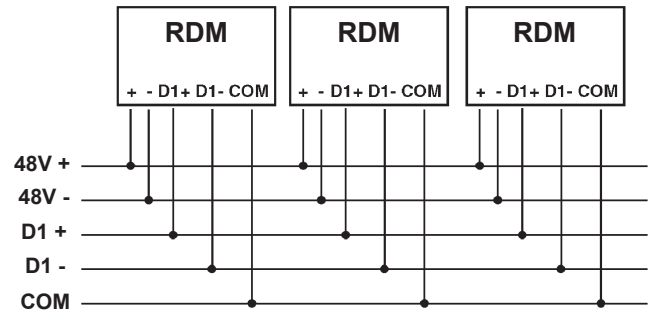 RDM RDM RDM
+ - D1+ D1- COM + - D1+ D1- COM + - D1+ D1- COM
48V +
48V -
D1 +
D1 -
COM